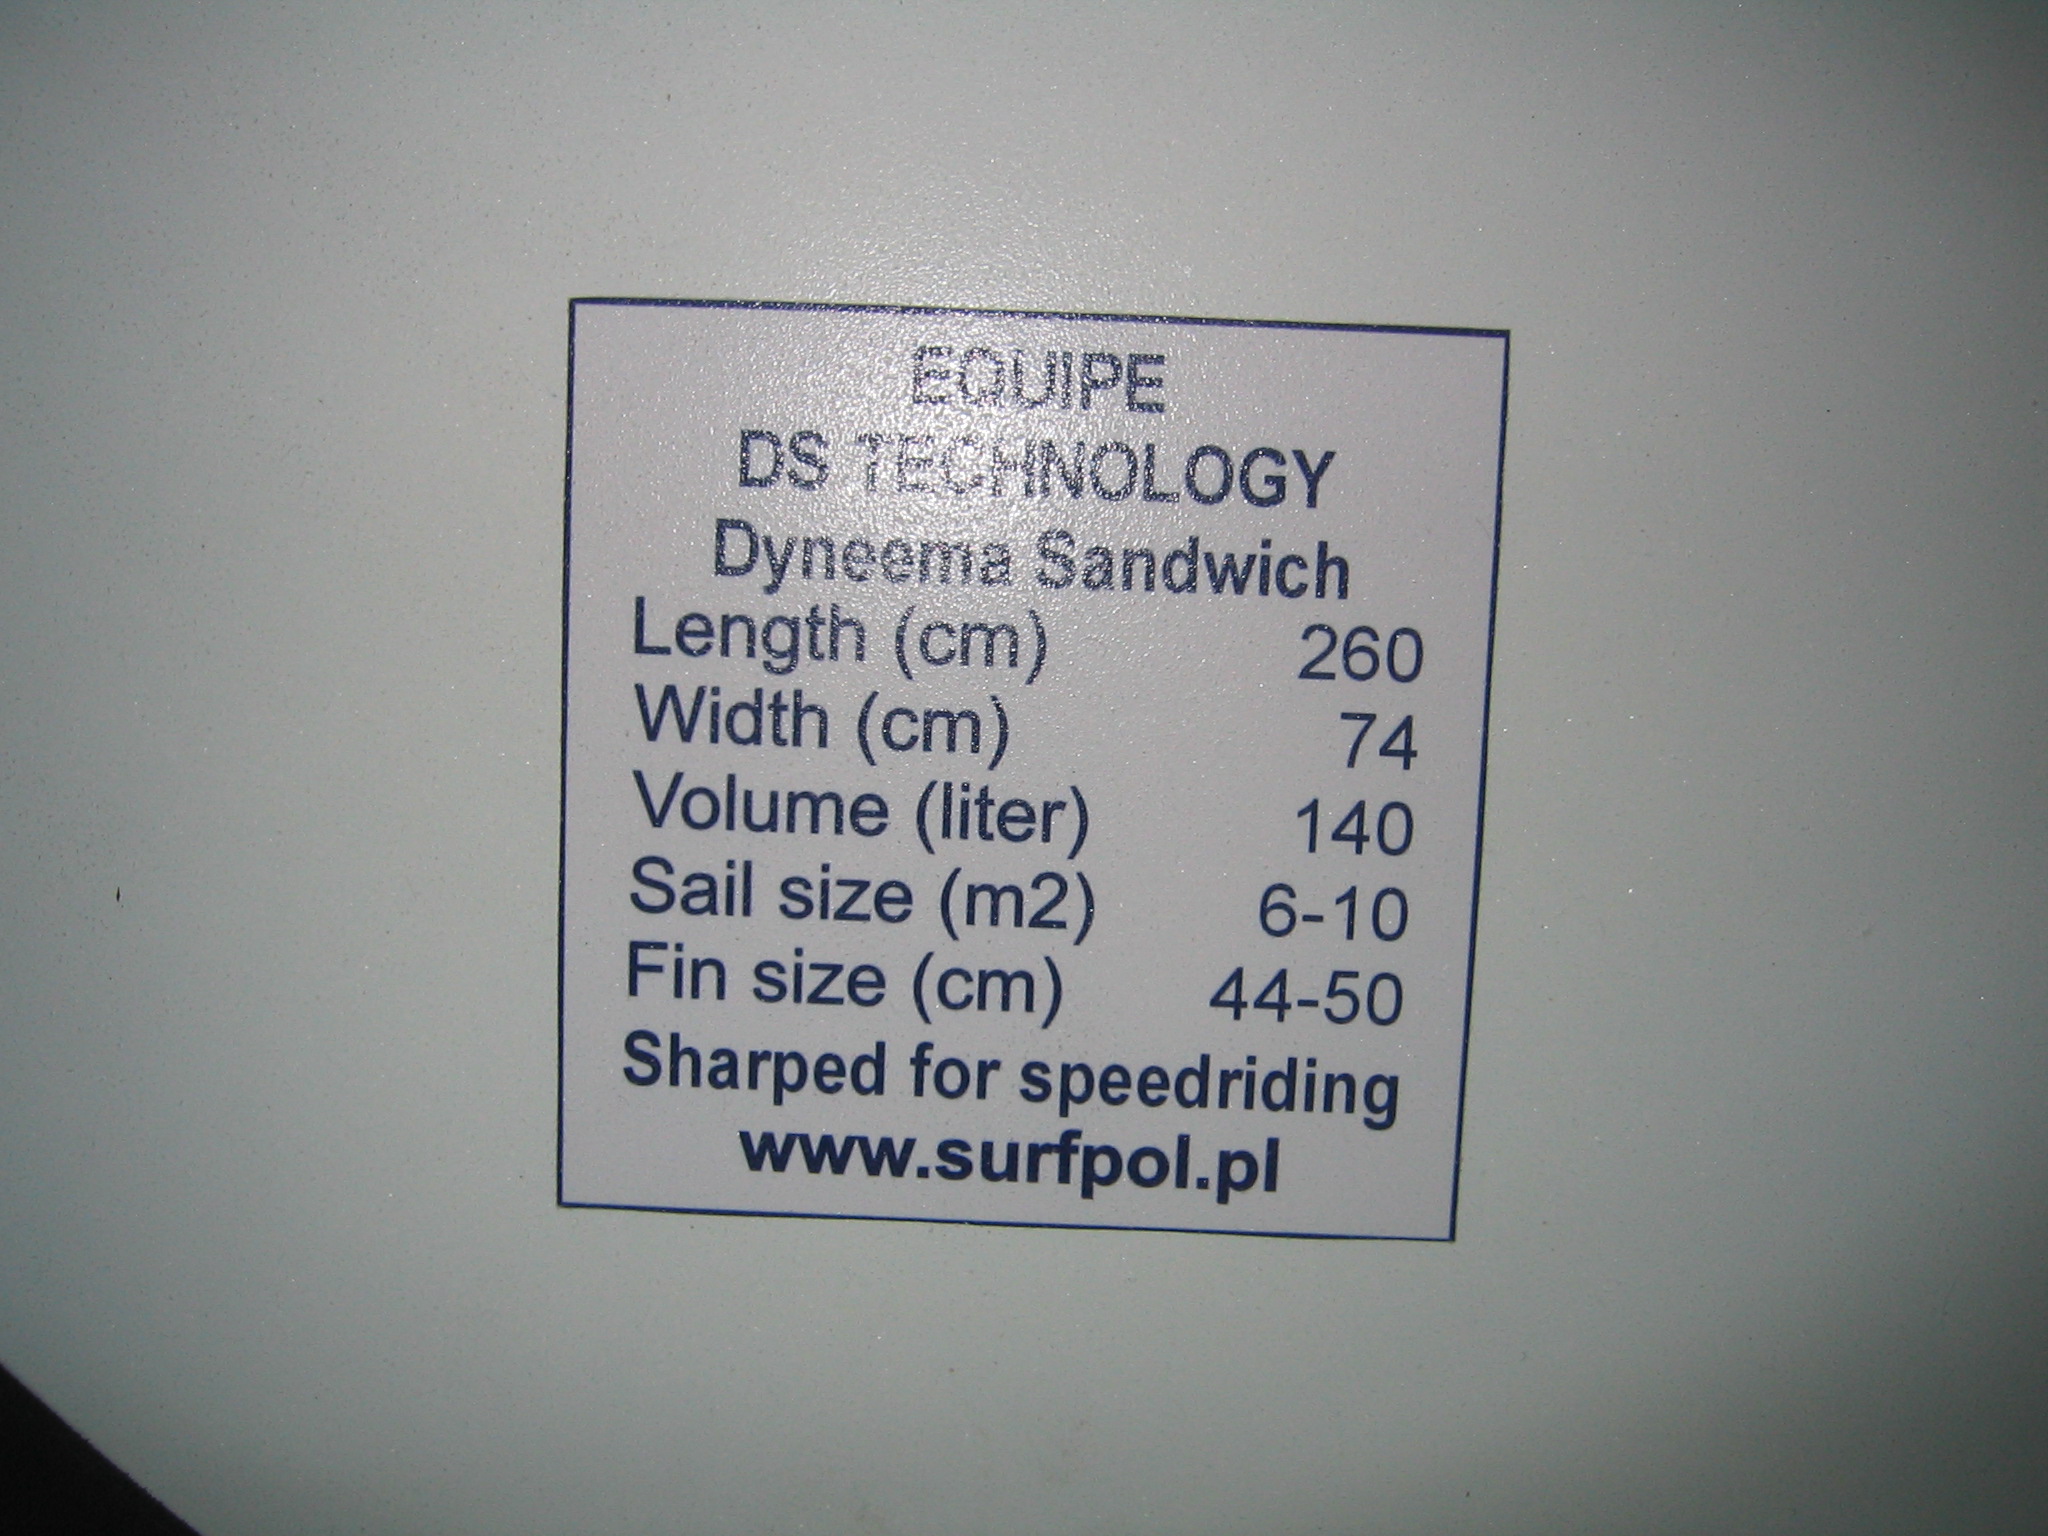 EQUIPE
DS TECHNOLOGY
Dyneema Sandwich
Length (cm) 260
Width (cm) 74
Volume (liter) 140
Sail size (m2) 6-10
Fin size (cm) 44-50
Sharped for speedriding
www.surfpol.pl